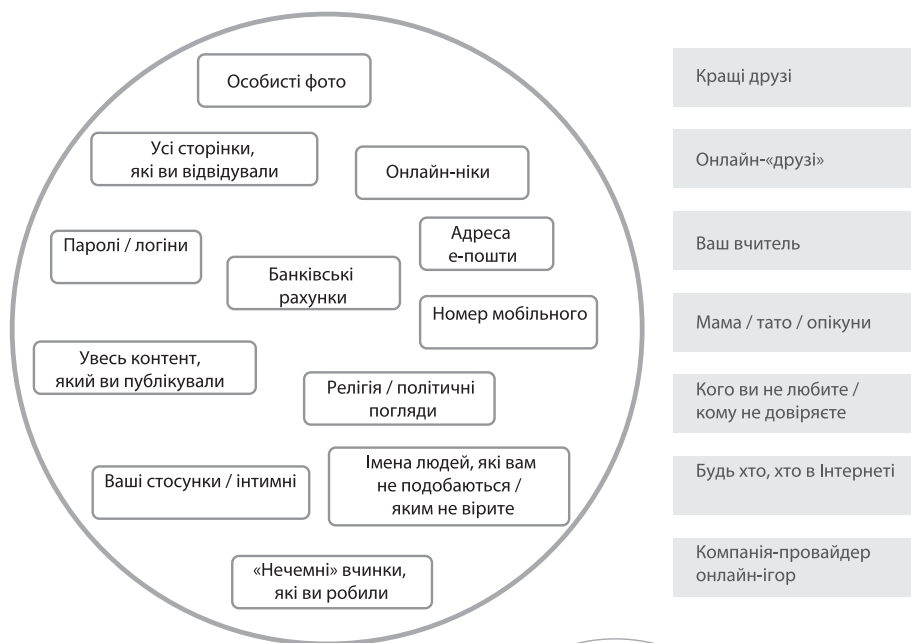 Особисті фото
Усі сторінки,
які ви відвідували
Онлайн-ніки
Паролі / логіни
Адреса
е-пошти
Банківські
рахунки
Номер мобільного
Увесь контент,
який ви публікували
Релігія / політичні
погляди
Ваші стосунки / інтимні
Імена людей, які вам
не подобаються /
яким не вірите
«Нечемні» вчинки,
які ви робили
Кращі друзі
Онлайн-«друзі»
Ваш вчитель
Мама / тато / опікуни
Кого ви не любите /
кому не довіряєте
Будь хто, хто в Інтернеті
Компанія-провайдер
онлайн-ігор